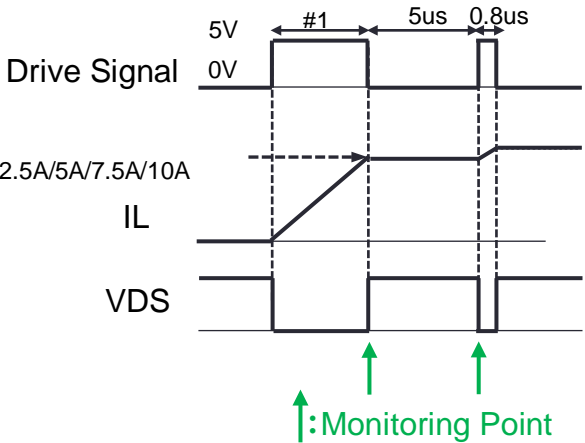 #1
5us
0.8us
5V
Drive Signal
0V
2.5A/5A/7.5A/10A
IL
VDS
:Monitoring Point